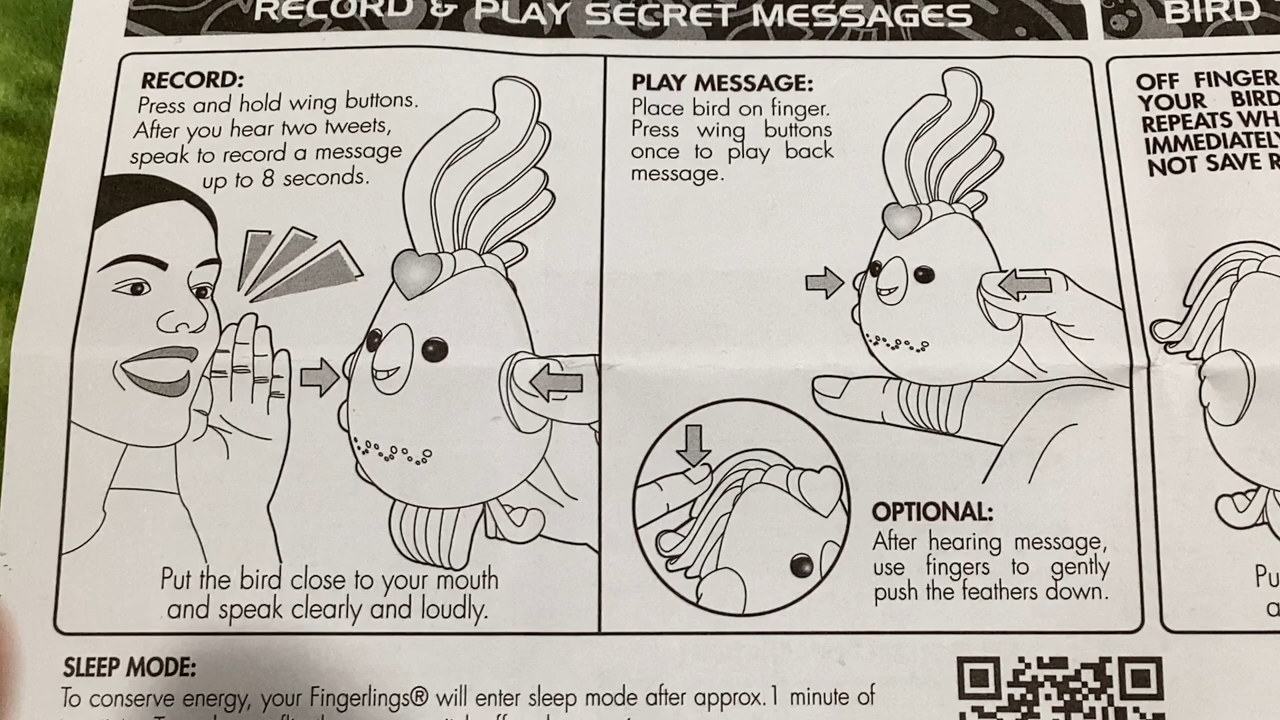 RECORD & PLAY SECRET MESSAGES
BIRD
RECORD:
Press and hold wing buttons.
After you hear two tweets,
speak to record a message
up to 8 seconds.
Put the bird close to your mouth
and speak clearly and loudly.
PLAY MESSAGE:
Place bird on finger.
Press wing buttons
once to play back
message.
OPTIONAL:
After hearing message,
use fingers to gently
push the feathers down.
OFF FINGER
YOUR BIRD
REPEATS WH
IMMEDIATELY
NOT SAVE R
Pu
a
SLEEP MODE:
To conserve energy, your Fingerlings® will enter sleep mode after approx.1 minute of